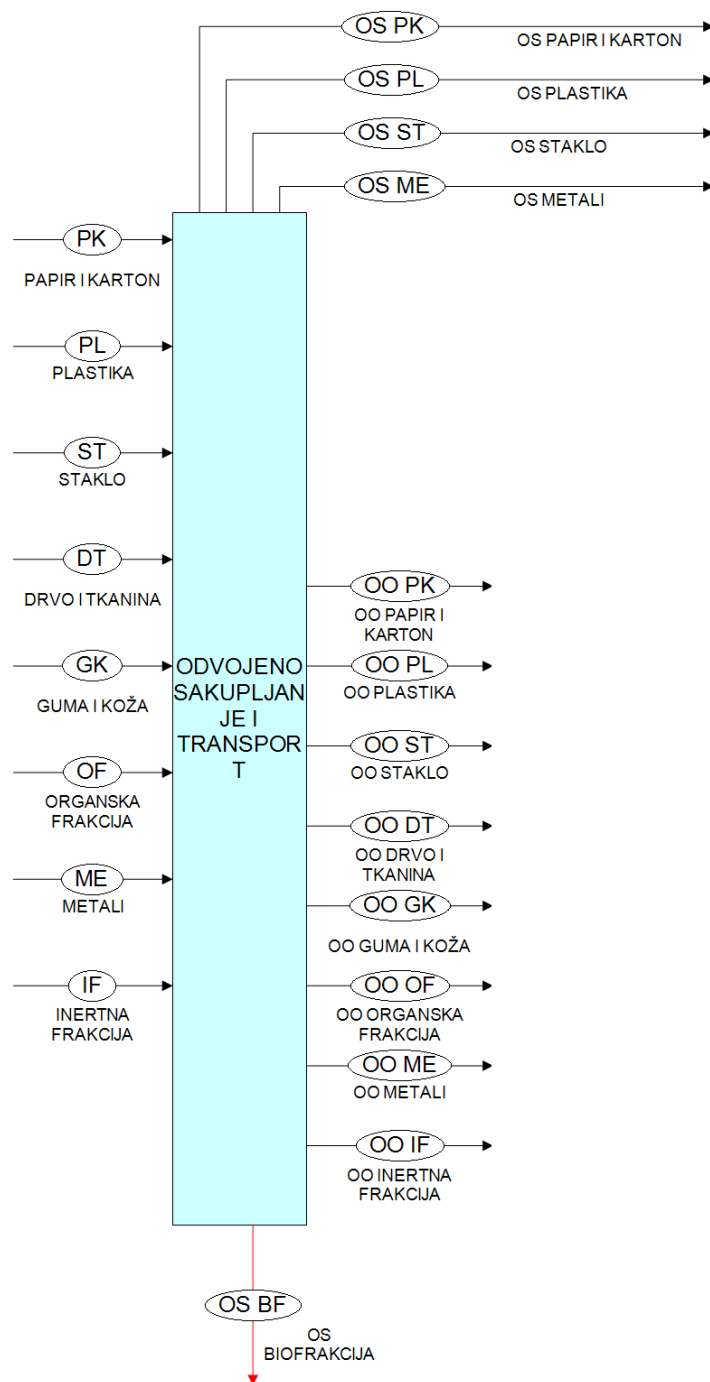 OS PK
OS PAPIR I KARTON
OS PL
OS PLASTIKA
OS ST
OS STAKLO
OS ME
OS METALI
PK
PAPIR I KARTON
PL
PLASTIKA
ST
STAKLO
DT
DRVO I TKANINA
GK
GUMA I KOŽA
OF
ORGANSKA
FRAKCIJA
ME
METALI
IF
INERTNA
FRAKCIJA
ODVOJENO
SAKUPLJAN
JE I
TRANSPOR
T
OO PK
OO PAPIR I
KARTON
OO PL
OO PLASTIKA
OO ST
OO STAKLO
OO DT
OO DRVO I
TKANINA
OO GK
OO GUMA I KOŽA
OO OF
OO ORGANSKA
FRAKCIJA
OO ME
OO METALI
OO IF
OO INERTNA
FRAKCIJA
OS BF
OS
BIOFRAKCIJA